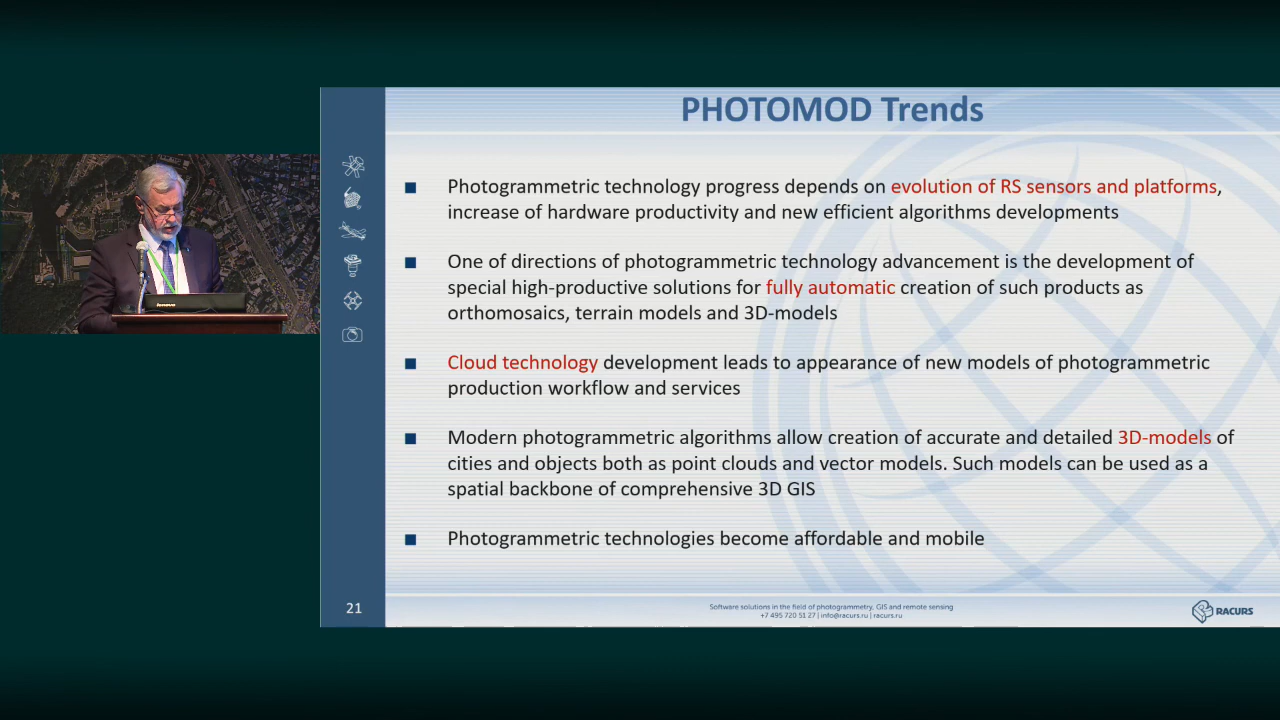 PHOTOMOD Trends
Photogrammetric technology progress depends on evolution of RS sensors and platforms,
increase of hardware productivity and new efficient algorithms developments
One of directions of photogrammetric technology advancement is the development of
special high-productive solutions for fully automatic creation of such products as
orthomosaics, terrain models and 3D-models
Cloud technology development leads to appearance of new models of photogrammetric
production workflow and services
Modern photogrammetric algorithms allow creation of accurate and detailed 3D-models of
cities and objects both as point clouds and vector models. Such models can be used as a
spatial backbone of comprehensive 3D GIS
Photogrammetric technologies become affordable and mobile
21
Software solutions in the field of photogrammetry, GIS and remote sensing
+7 495 720 51 27 | info@racurs.ru | racurs.ru
RACURS
lenovo